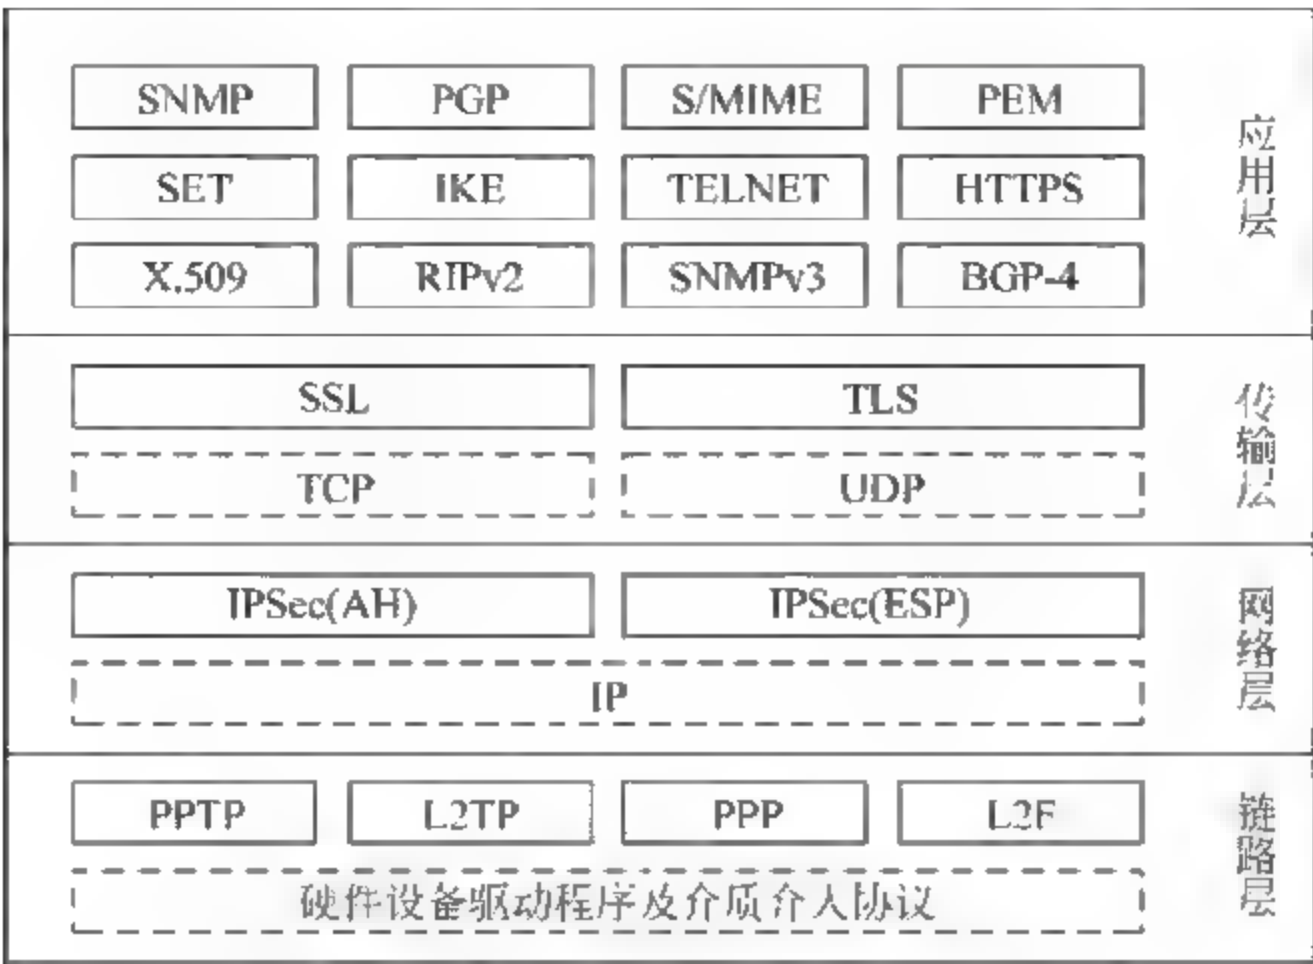 SNMP PGP S/MIME PEM
SET IKE TELNET HTTPS
X.509 RIPv2 SNMPv3 BGP-4
应用层
SSL TLS
TCP UDP
传输层
IPSec(AH) IPSec(ESP)
IP
网络层
PPTP L2TP PPP L2F
硬件设备驱动程序及介质介入协议
链路层